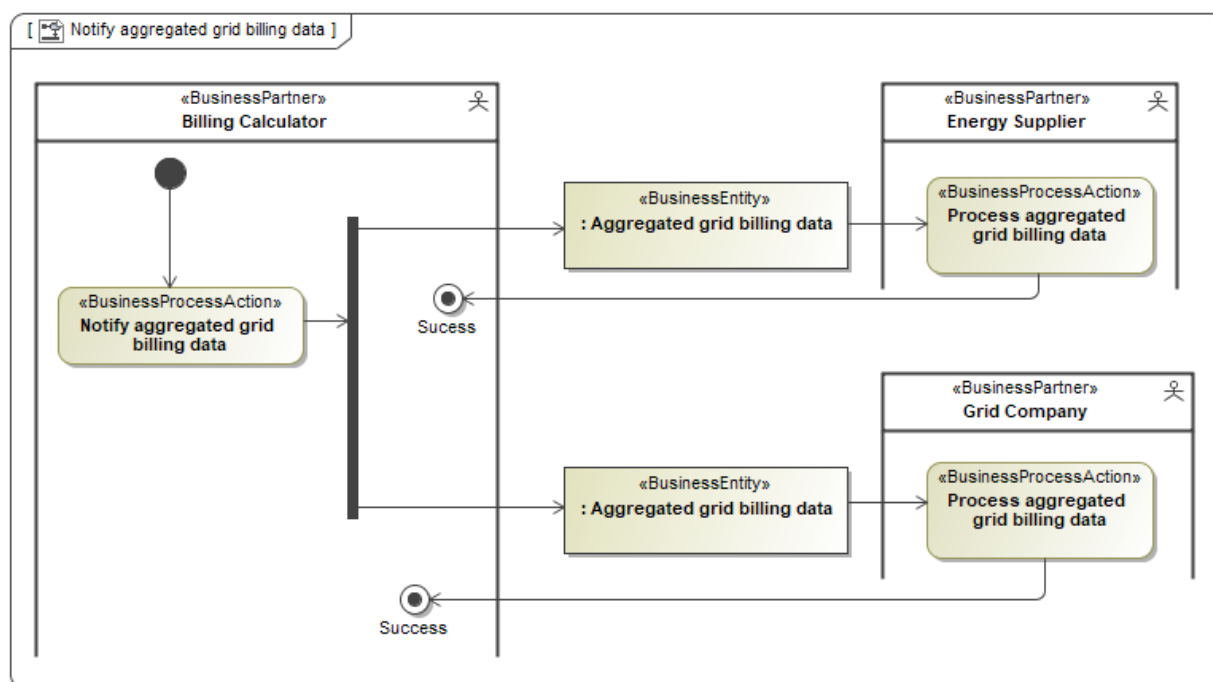 [ Notify aggregated grid billing data ]
«BusinessPartner»
Billing Calculator
«BusinessPartner»
Energy Supplier
«BusinessEntity»
: Aggregated grid billing data
«BusinessProcessAction»
Process aggregated
grid billing data
«BusinessProcessAction»
Notify aggregated grid
billing data
Sucess
«BusinessPartner»
Grid Company
«BusinessEntity»
: Aggregated grid billing data
«BusinessProcessAction»
Process aggregated
grid billing data
Success